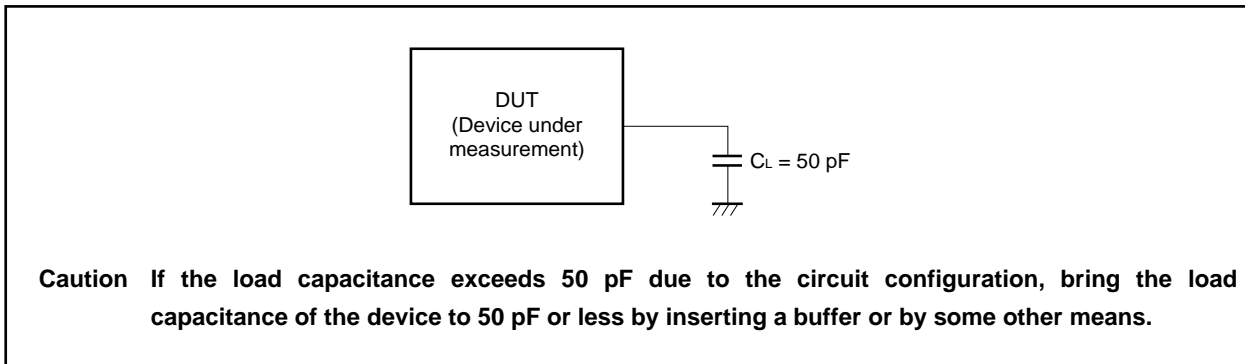 DUT
(Device under
measurement)
CL = 50 pF
Caution If the load capacitance exceeds 50 pF due to the circuit configuration, bring the load
capacitance of the device to 50 pF or less by inserting a buffer or by some other means.